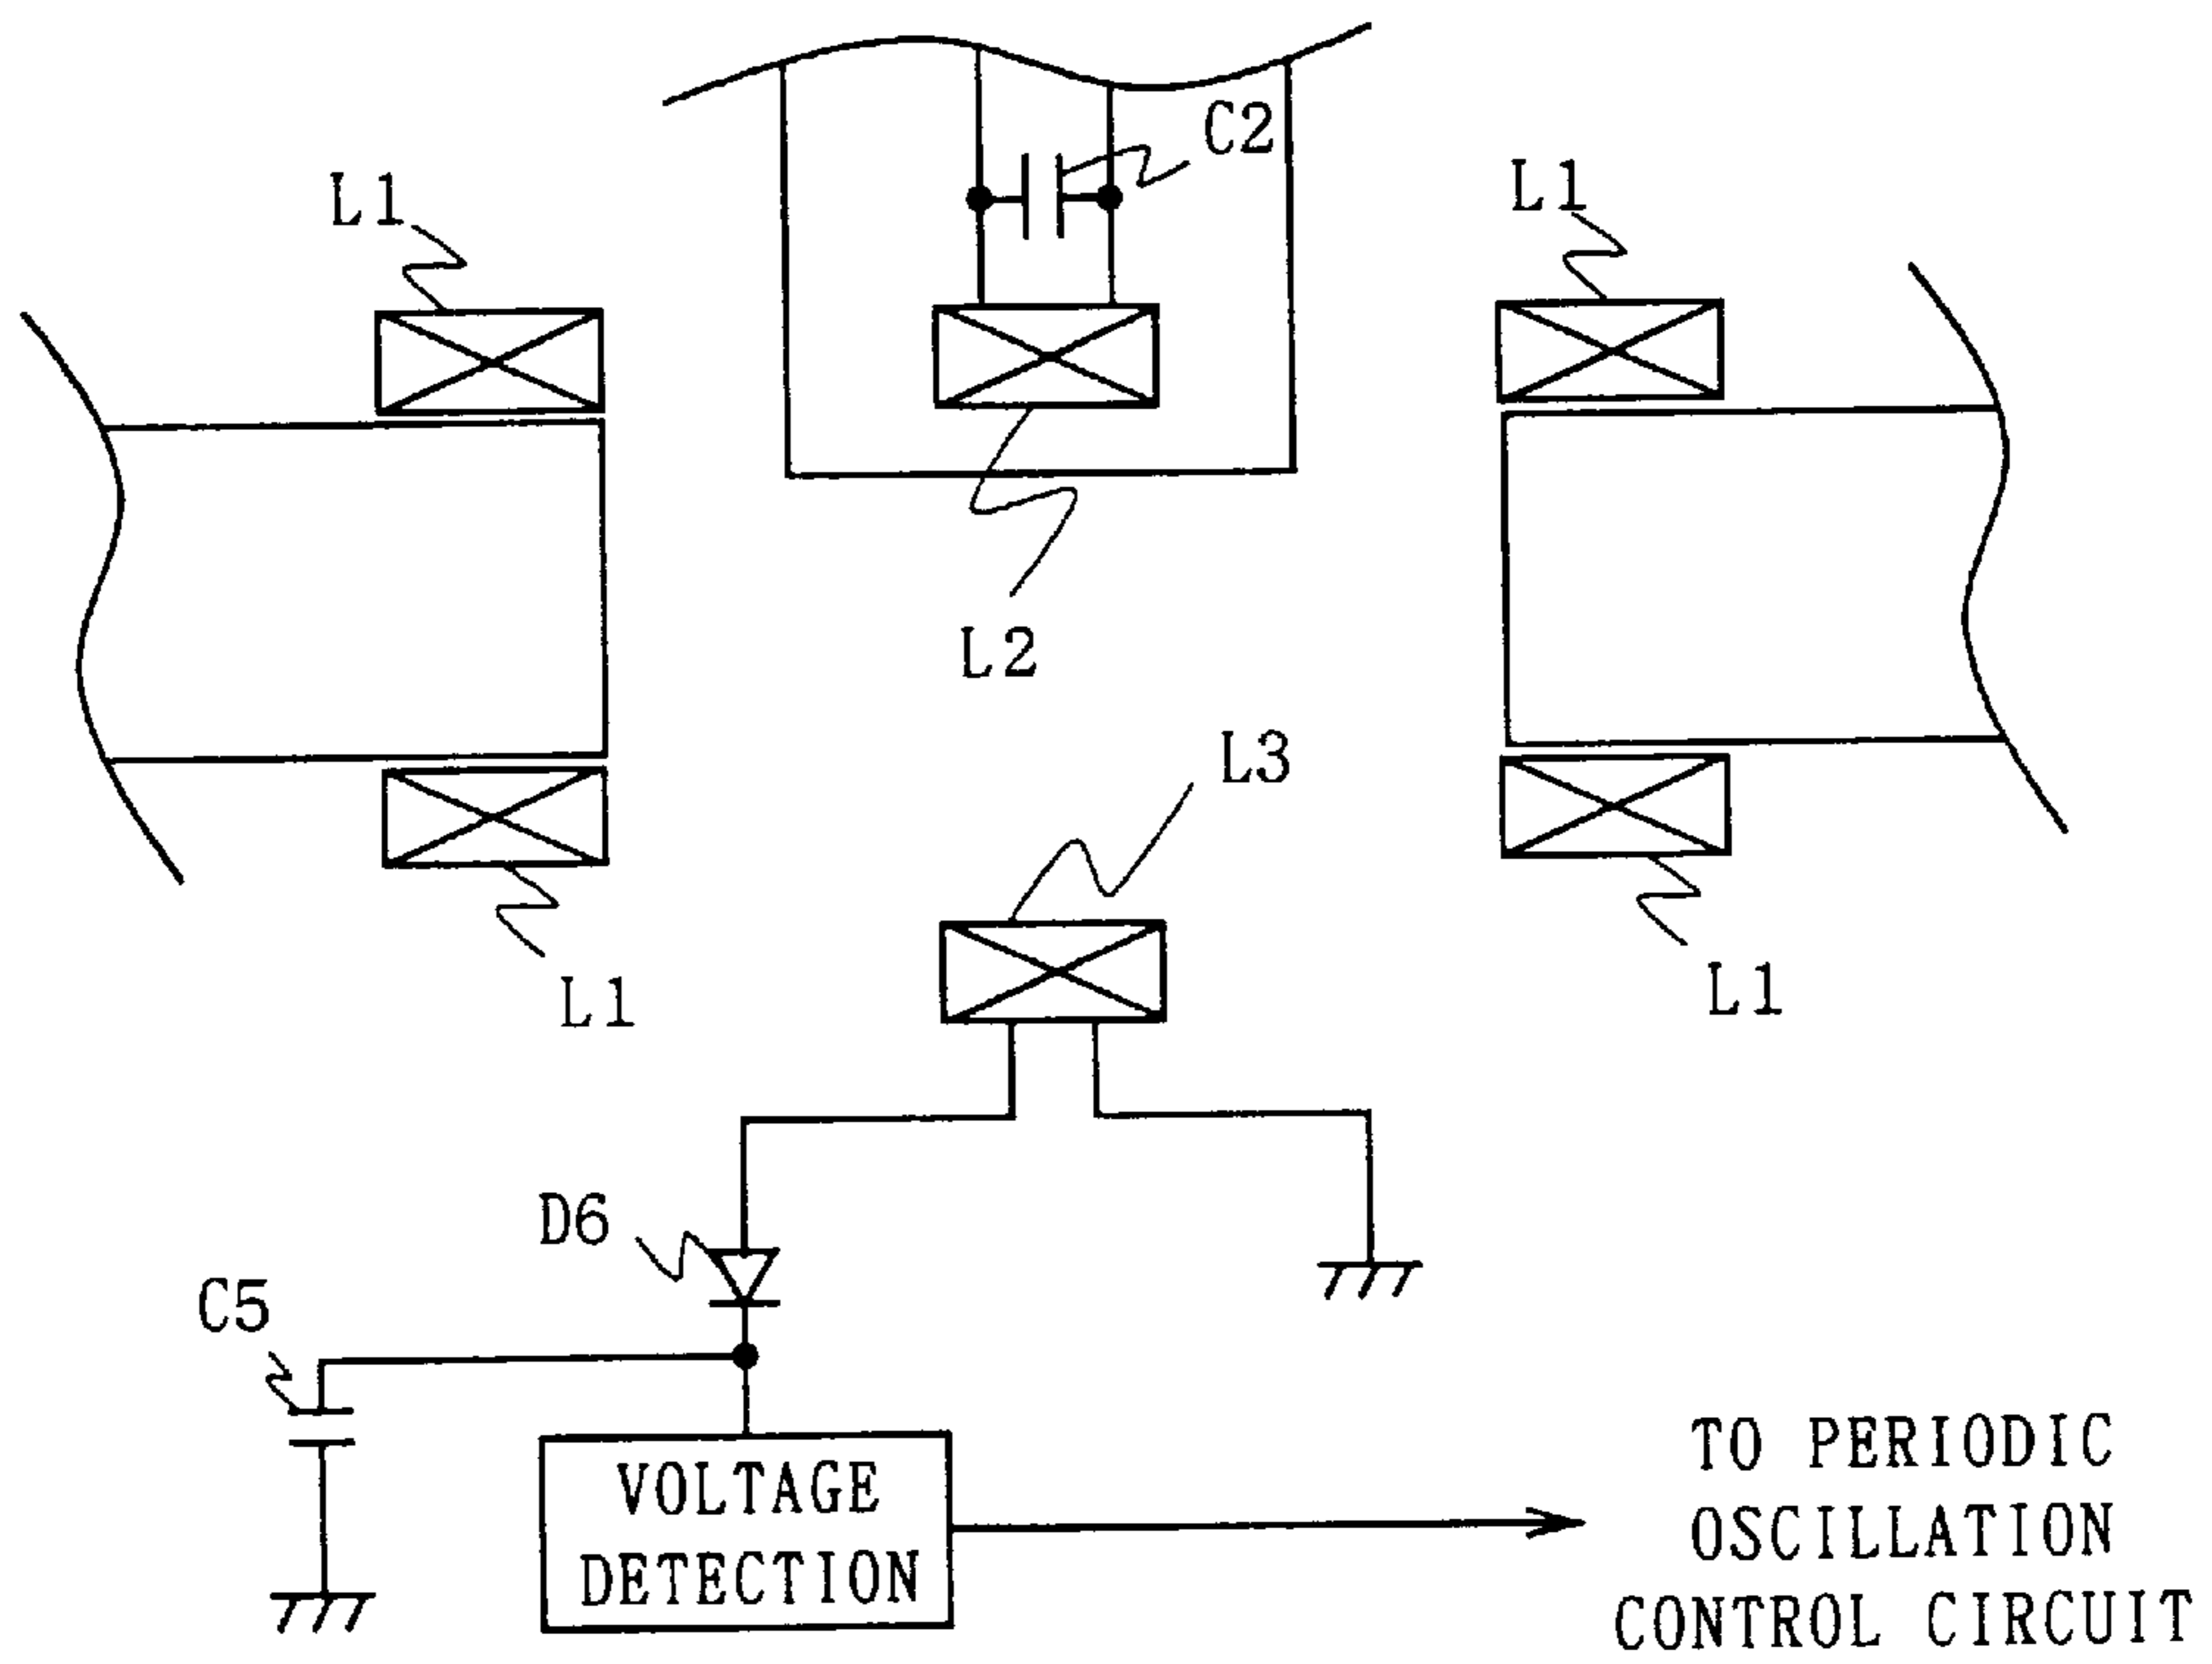 C2
L1
L1
L2
L3
L1
L1
D6
C5
VOLTAGE
DETECTION
TO PERIODIC
OSCILLATION
CONTROL CIRCUIT